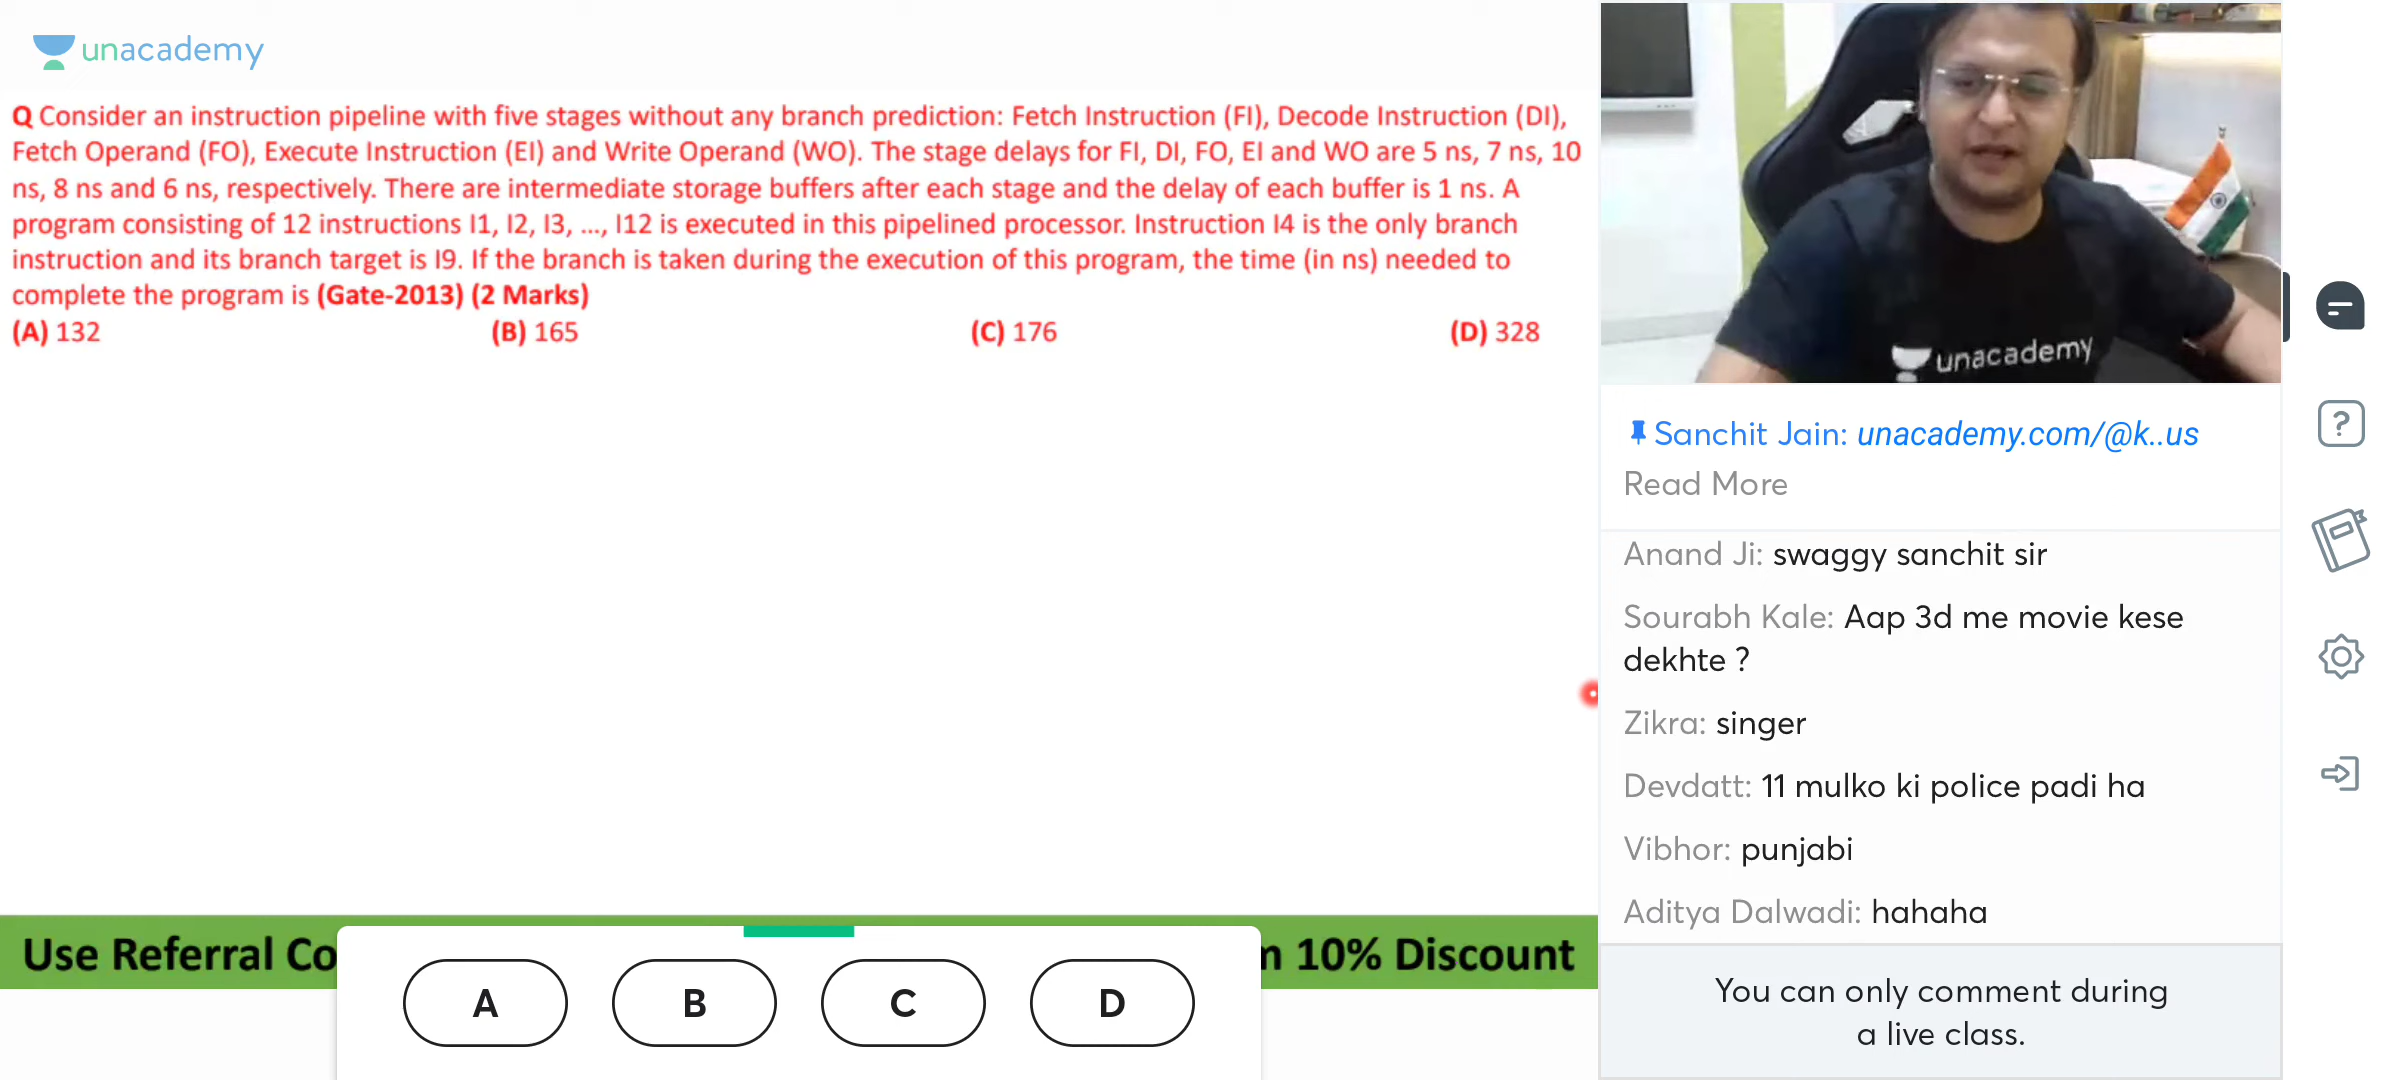 unacademy
Q Consider an instruction pipeline with five stages without any branch prediction: Fetch Instruction (FI), Decode Instruction (DI),
Fetch Operand (FO), Execute Instruction (EI) and Write Operand (WO). The stage delays for FI, DI, FO, EI and WO are 5 ns, 7 ns, 10
ns, 8 ns and 6 ns, respectively. There are intermediate storage buffers after each stage and the delay of each buffer is 1 ns. A
program consisting of 12 instructions I1, I2, I3, ..., I12 is executed in this pipelined processor. Instruction I4 is the only branch
instruction and its branch target is I9. If the branch is taken during the execution of this program, the time (in ns) needed to
complete the program is (Gate-2013) (2 Marks)
(A) 132 (B) 165 (C) 176 (D) 328
Use Referral Co
10% Discount
A B C D
unacademy
Sanchit Jain: unacademy.com/@k..us
Read More
Anand Ji: swaggy sanchit sir
Sourabh Kale: Aap 3d me movie kese
dekhte ?
Zikra: singer
Devdatt: 11 mulko ki police padi ha
Vibhor: punjabi
Aditya Dalwadi: hahaha
You can only comment during
a live class.
?